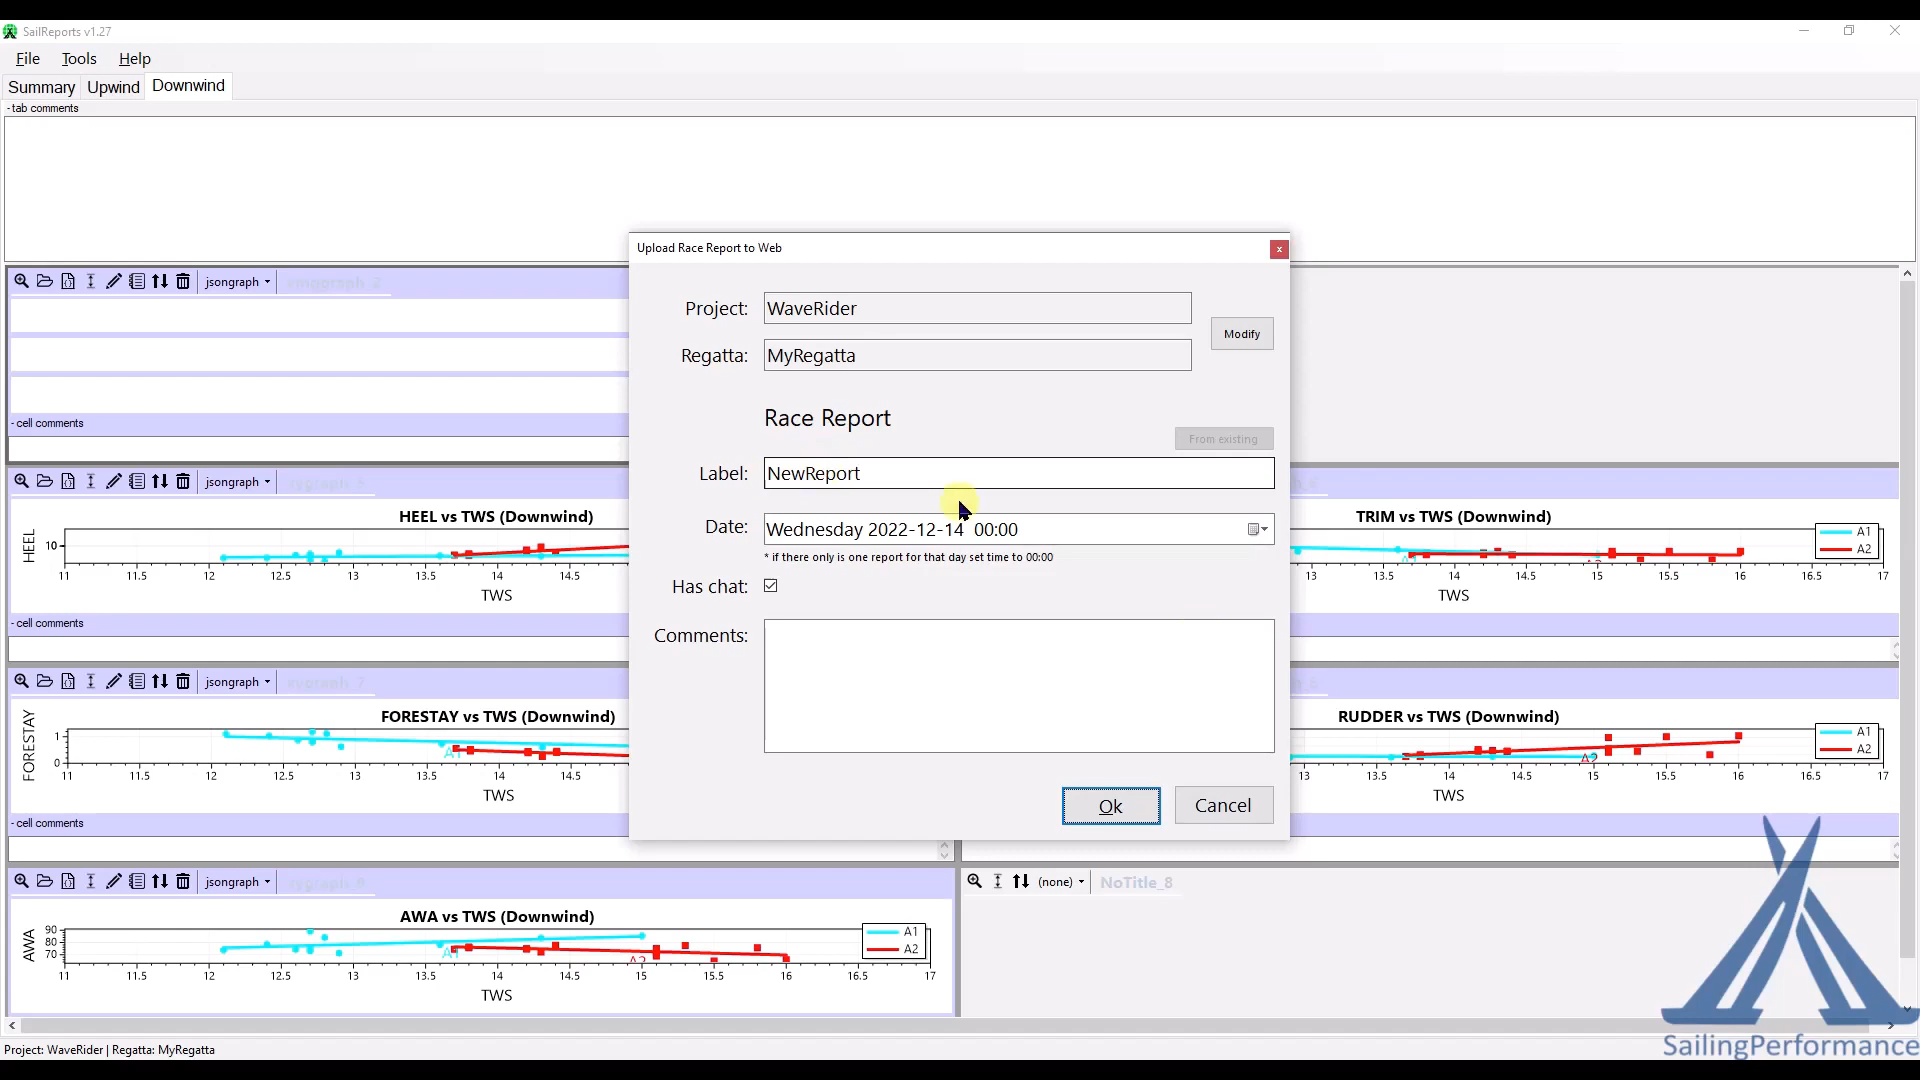 SailReports v1.27
File Tools Help
Summary Upwind Downwind
- tab comments
Upload Race Report to Web
x
Project: WaveRider
Modify
Regatta: MyRegatta
Race Report
From existing
Label: NewReport
Date: Wednesday 2022-12-14 00:00
* if there only is one report for that day set time to 00:00
Has chat:
Comments:
Ok Cancel
jsongraph
- cell comments
jsongraph
HEEL vs TWS (Downwind)
HEEL
10
11 11.5 12 12.5 13 13.5 14 14.5
TWS
- cell comments
TRIM vs TWS (Downwind)
A1
A2
13 13.5 14 14.5 15 15.5 16 16.5 17
TWS
jsongraph
FORESTAY vs TWS (Downwind)
FORESTAY
1
0
A1
11 11.5 12 12.5 13 13.5 14 14.5
TWS
- cell comments
RUDDER vs TWS (Downwind)
A1
A2
A2
13 13.5 14 14.5 15 15.5 16 16.5 17
TWS
jsongraph
AWA vs TWS (Downwind)
AWA
90
80
70
A1
A2
A1
A2
11 11.5 12 12.5 13 13.5 14 14.5 15 15.5 16 16.5 17
TWS
(none) NoTitle_8
SailingPerformance
Project: WaveRider | Regatta: MyRegatta